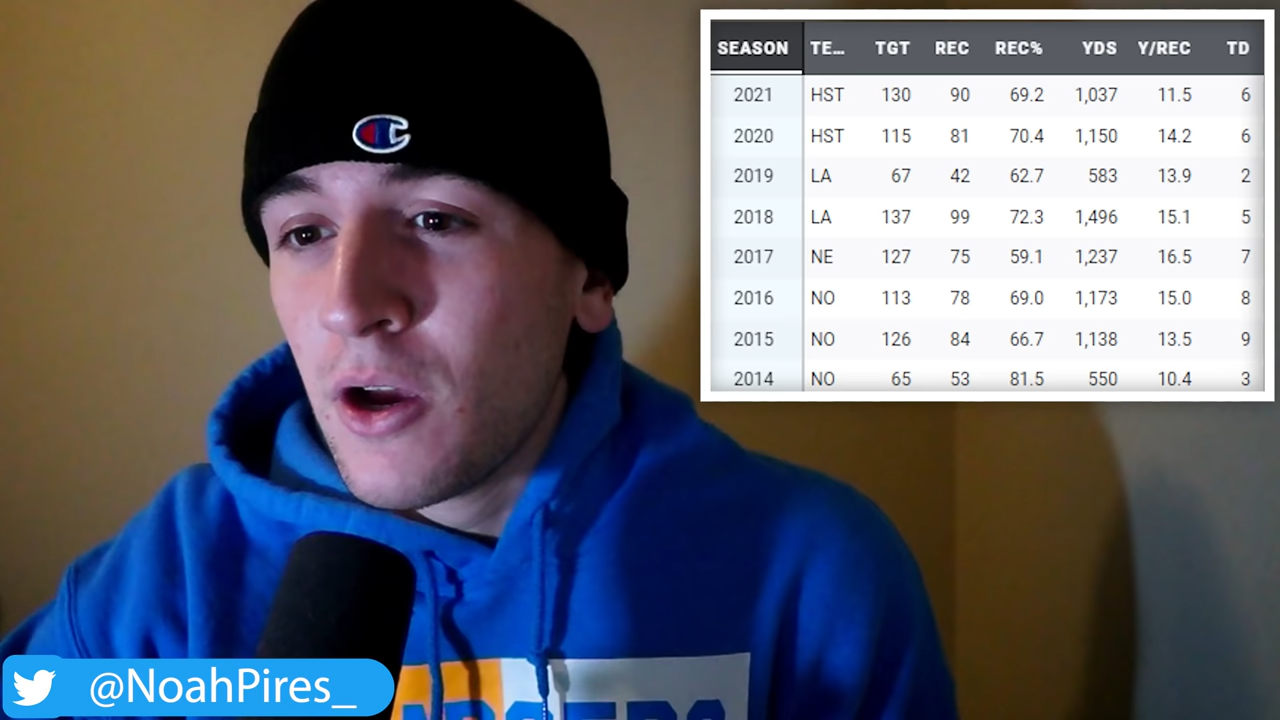 SEASON TE... TGT REC REC% YDS Y/REC TD
2021 HST 130 90 69.2 1,037 11.5 6
2020 HST 115 81 70.4 1,150 14.2 6
2019 LA 67 42 62.7 583 13.9 2
2018 LA 137 99 72.3 1,496 15.1 5
2017 NE 127 75 59.1 1,237 16.5 7
2016 NO 113 78 69.0 1,173 15.0 8
2015 NO 126 84 66.7 1,138 13.5 9
2014 NO 65 53 81.5 550 10.4 3
@NoahPires_